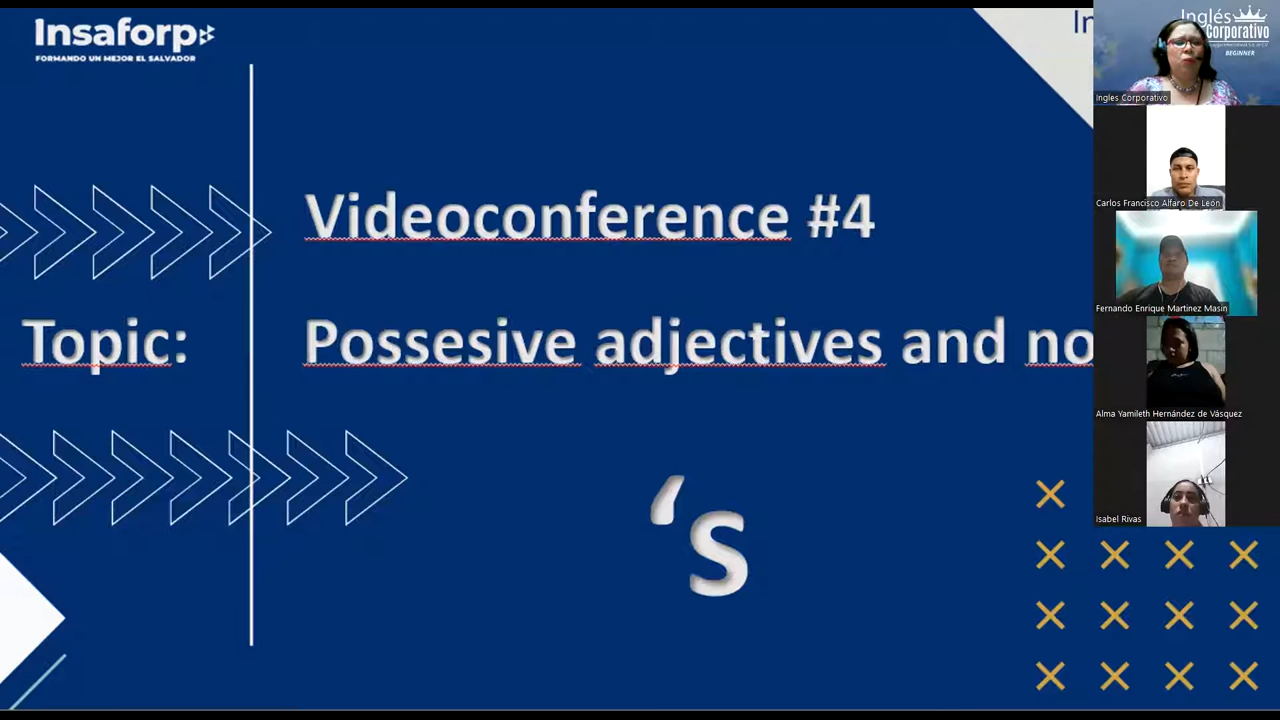 Insaforp
FORMANDO UN MEJOR EL SALVADOR
Videoconference #4
Topic:
Possesive adjectives and no
‘s
In
Inglés
Corporativo
BEGINNER
Ingles Corporativo
Carlos Francisco Alfaro De León
Fernando Enrique Martinez Masin
Alma Yamileth Hernández de Vásquez
Isabel Rivas